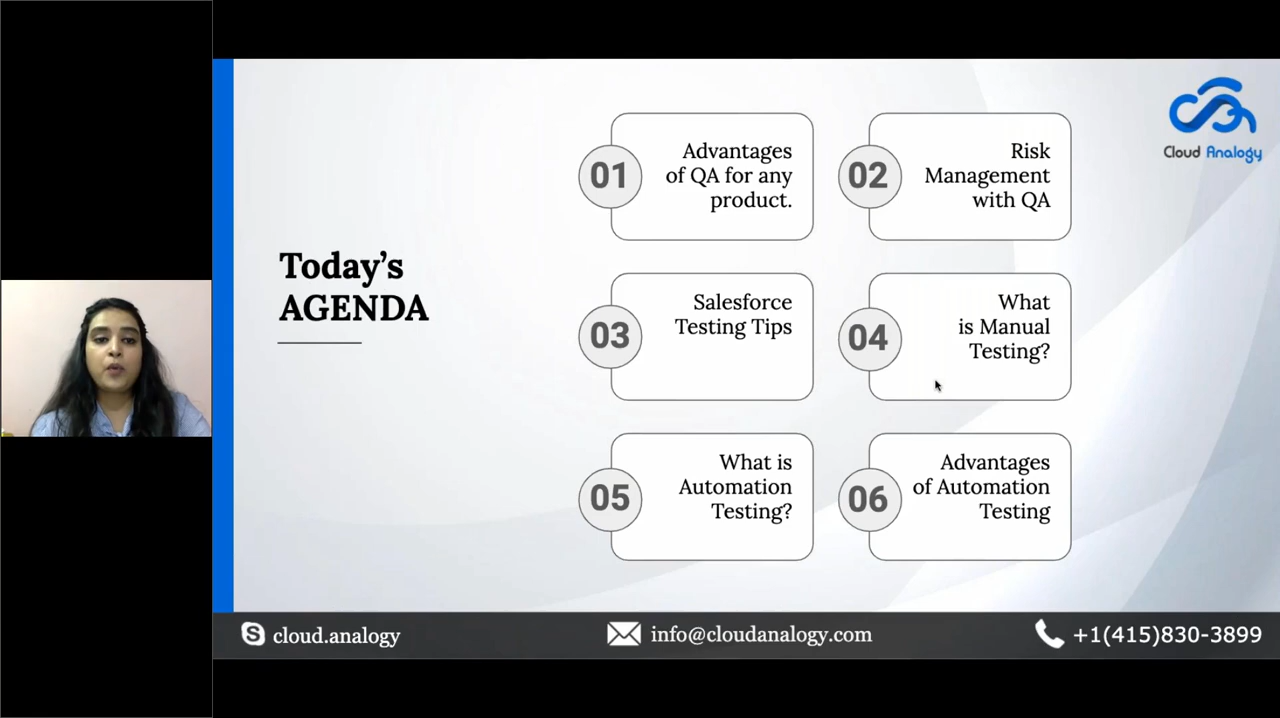 Today's
AGENDA
01
Advantages
of QA for any
product.
02
Risk
Management
with QA
03
Salesforce
Testing Tips
04
What
is Manual
Testing?
05
What is
Automation
Testing?
06
Advantages
of Automation
Testing
Cloud Analogy
cloud.analogy
info@cloudanalogy.com
+1(415)830-3899